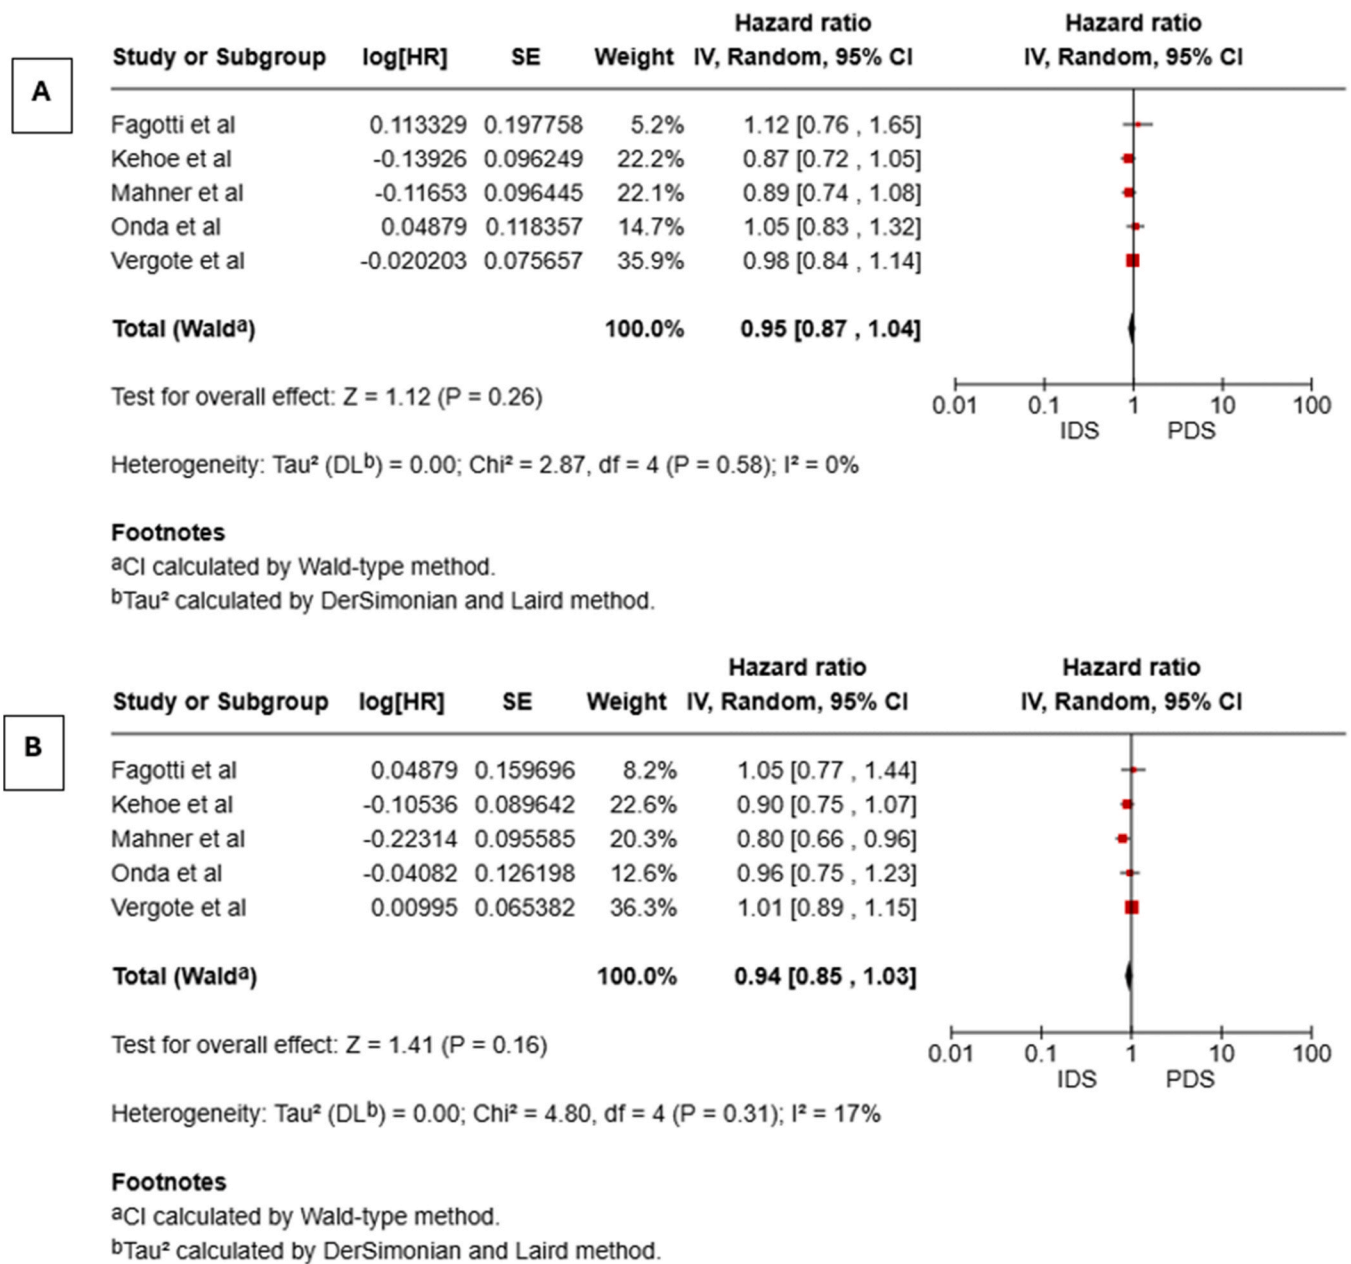 A
Hazard ratio Hazard ratio
Study or Subgroup log[HR] SE Weight IV, Random, 95% CI IV, Random, 95% CI
Fagotti et al 0.113329 0.197758 5.2% 1.12 [0.76 , 1.65]
Kehoe et al -0.13926 0.096249 22.2% 0.87 [0.72 , 1.05]
Mahner et al -0.11653 0.096445 22.1% 0.89 [0.74 , 1.08]
Onda et al 0.04879 0.118357 14.7% 1.05 [0.83 , 1.32]
Vergote et al -0.020203 0.075657 35.9% 0.98 [0.84 , 1.14]
Total (Waldᵃ) 100.0% 0.95 [0.87 , 1.04]
Test for overall effect: Z = 1.12 (P = 0.26)
0.01 0.1 1 10 100
IDS PDS
Heterogeneity: Tau² (DLᵇ) = 0.00; Chi² = 2.87, df = 4 (P = 0.58); I² = 0%
Footnotes
ᵃCI calculated by Wald-type method.
ᵇTau² calculated by DerSimonian and Laird method.
B
Hazard ratio Hazard ratio
Study or Subgroup log[HR] SE Weight IV, Random, 95% CI IV, Random, 95% CI
Fagotti et al 0.04879 0.159696 8.2% 1.05 [0.77 , 1.44]
Kehoe et al -0.10536 0.089642 22.6% 0.90 [0.75 , 1.07]
Mahner et al -0.22314 0.095585 20.3% 0.80 [0.66 , 0.96]
Onda et al -0.04082 0.126198 12.6% 0.96 [0.75 , 1.23]
Vergote et al 0.00995 0.065382 36.3% 1.01 [0.89 , 1.15]
Total (Waldᵃ) 100.0% 0.94 [0.85 , 1.03]
Test for overall effect: Z = 1.41 (P = 0.16)
0.01 0.1 1 10 100
IDS PDS
Heterogeneity: Tau² (DLᵇ) = 0.00; Chi² = 4.80, df = 4 (P = 0.31); I² = 17%
Footnotes
ᵃCI calculated by Wald-type method.
ᵇTau² calculated by DerSimonian and Laird method.